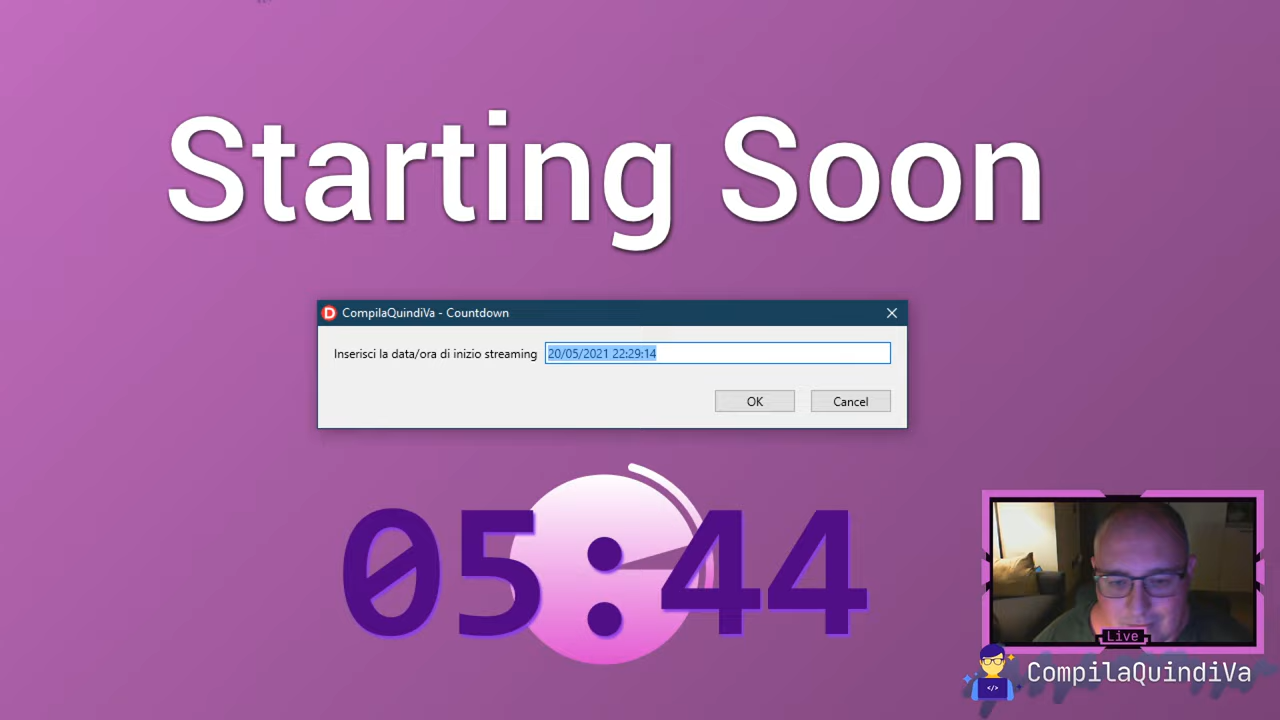 Starting Soon
CompilaQuindiVa - Countdown
Inserisci la data/ora di inizio streaming 20/05/2021 22:29:14
OK Cancel
05:44
Live
</>
CompilaQuindiVa